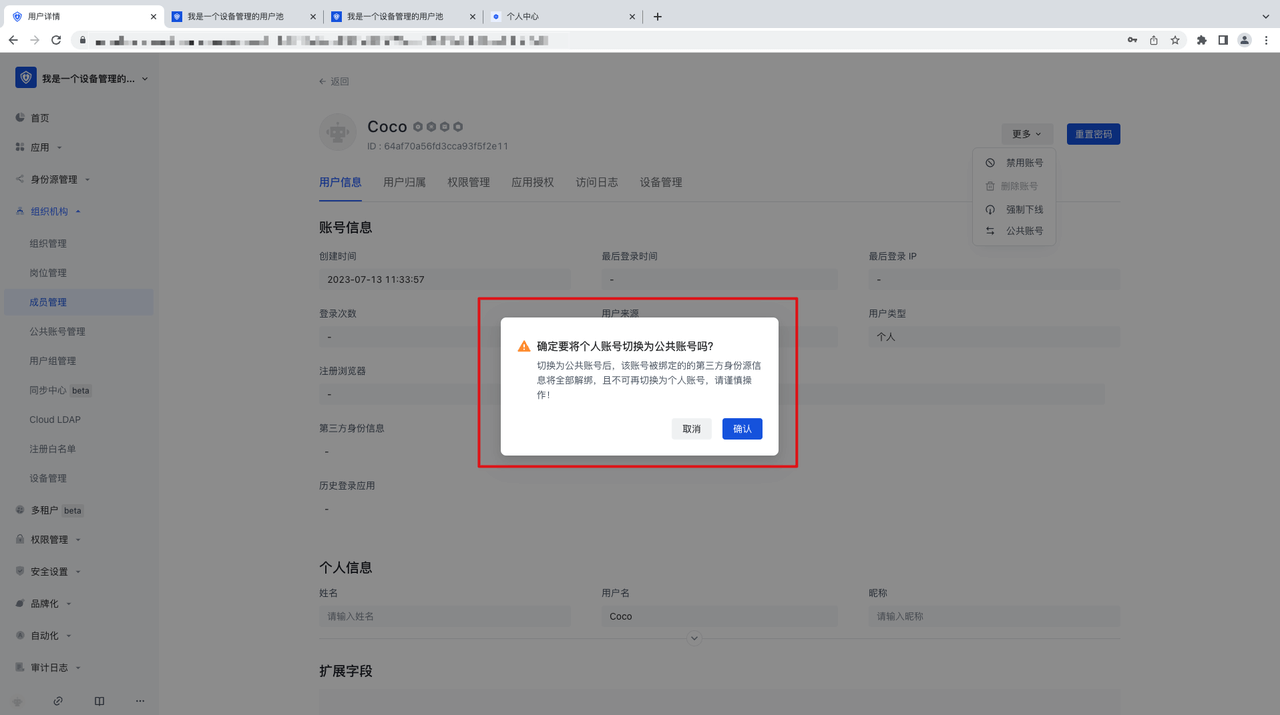 用户详情
我是一个设备管理的用户池
我是一个设备管理的用户池
个人中心
我是一个设备管理的...
首页
应用
身份源管理
组织机构
组织管理
岗位管理
成员管理
公共账号管理
用户组管理
同步中心 beta
Cloud LDAP
注册白名单
设备管理
多租户 beta
权限管理
安全设置
品牌化
自动化
审计日志
返回
Coco
ID : 64af70a56fd3cca93f5f2e11
更多
重置密码
禁用账号
删除账号
强制下线
公共账号
用户信息 用户归属 权限管理 应用授权 访问日志 设备管理
账号信息
创建时间 最后登录时间 最后登录 IP
2023-07-13 11:33:57 - -
登录次数 用户来源 用户类型
- 个人
注册浏览器
-
第三方身份信息
-
历史登录应用
-
确定要将个人账号切换为公共账号吗?
切换为公共账号后，该账号被绑定的的第三方身份源信
息将全部解绑，且不可再切换为个人账号，请谨慎操
作！
取消 确认
个人信息
姓名 用户名 昵称
请输入姓名 Coco 请输入昵称
扩展字段